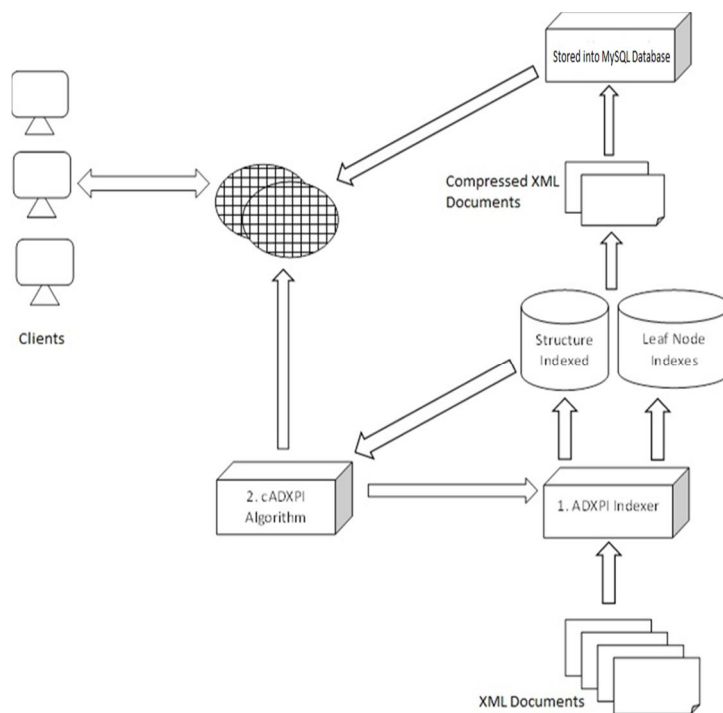 Stored into MySQL Database
Compressed XML
Documents
Structure
Indexed
Leaf Node
Indexes
Clients
2. cADXPI
Algorithm
1. ADXPI Indexer
XML Documents